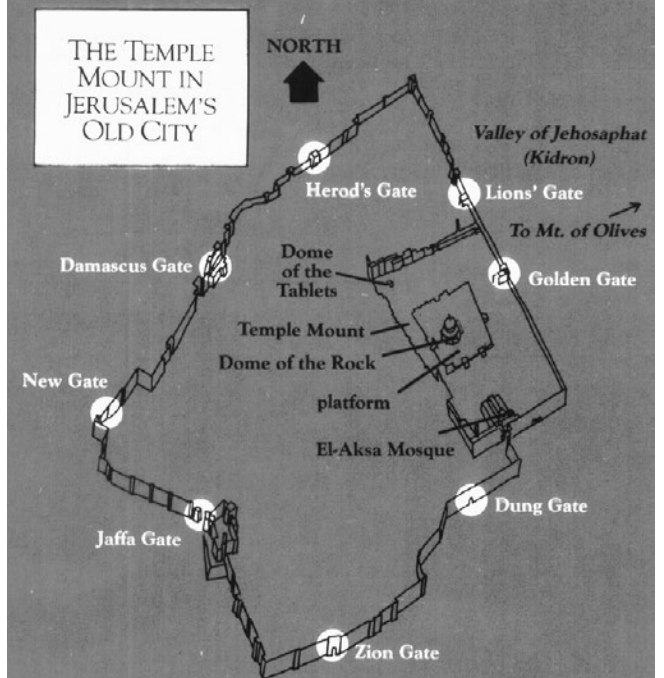 THE TEMPLE
MOUNT IN
JERUSALEM'S
OLD CITY
NORTH
Valley of Jehosaphat
(Kidron)
Herod's Gate
Lions' Gate
To Mt. of Olives
Dome
of the
Tablets
Damascus Gate
Golden Gate
Temple Mount
Dome of the Rock
New Gate
platform
El-Aksa Mosque
Dung Gate
Jaffa Gate
Zion Gate